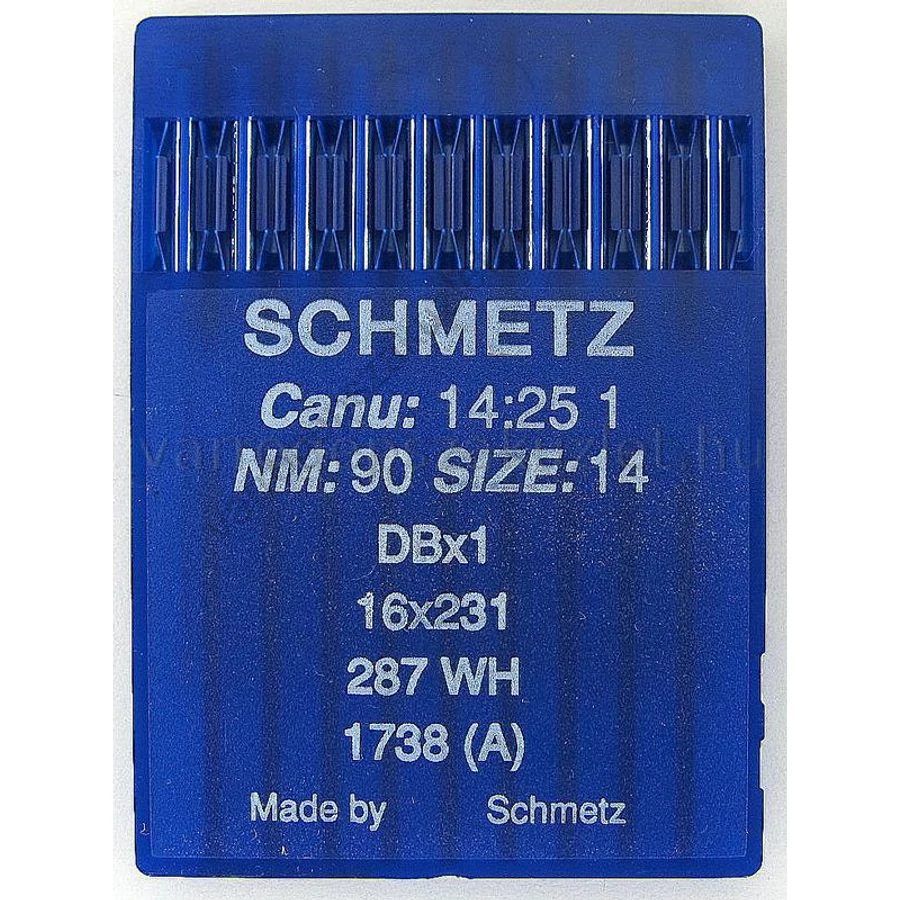 SCHMETZ
Canu: 14:25 1
NM: 90 SIZE: 14
DBx1
16x231
287 WH
1738 (A)
Made by Schmetz